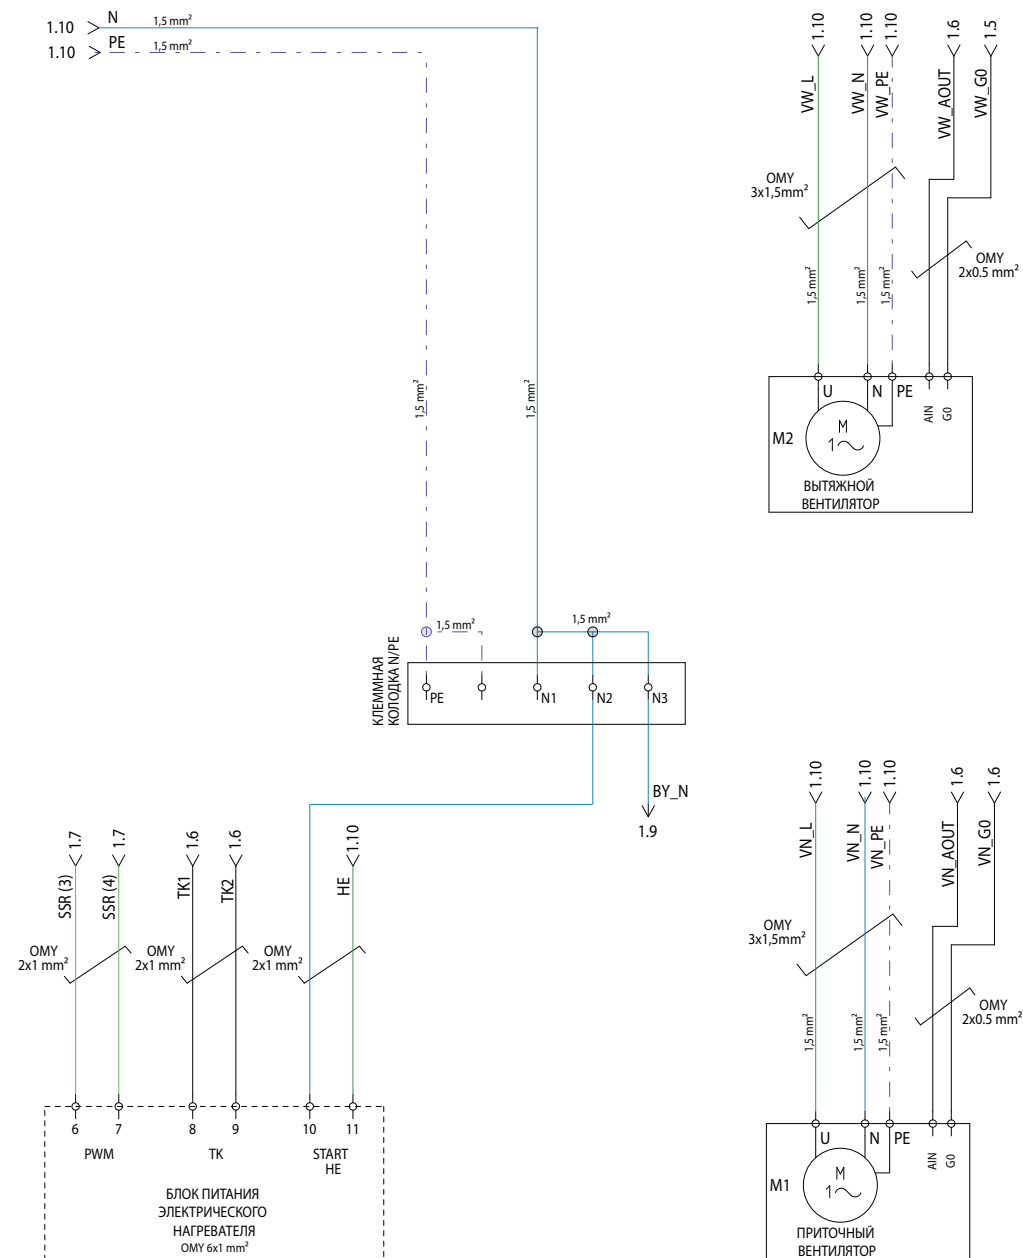 1.10
N
1,5 mm²
1.10
PE
1,5 mm²
1,5 mm²
1,5 mm²
1,5 mm²
1,5 mm²
КЛЕММНАЯ
КОЛОДКА N/PE
PE
N1
N2
N3
BY_N
1.9
1.10
1.10
1.10
1.6
1.5
VW_L
VW_N
VW_PE
VW_AOUT
VW_G0
OMY
3x1,5mm²
OMY
2x0.5 mm²
1,5 mm²
1,5 mm²
1,5 mm²
U
N
PE
AIN
G0
M2
M
1
ВЫТЯЖНОЙ
ВЕНТИЛЯТОР
1.7
1.7
1.6
1.6
1.10
SSR (3)
SSR (4)
TK1
TK2
HE
OMY
2x1 mm²
OMY
2x1 mm²
OMY
2x1 mm²
6
7
8
9
10
11
PWM
TK
START
HE
БЛОК ПИТАНИЯ
ЭЛЕКТРИЧЕСКОГО
НАГРЕВАТЕЛЯ
OMY 6x1 mm²
1.10
1.10
1.10
1.6
1.6
VN_L
VN_N
VN_PE
VN_AOUT
VN_G0
OMY
3x1,5mm²
OMY
2x0.5 mm²
1,5 mm²
1,5 mm²
1,5 mm²
U
N
PE
AIN
G0
M1
M
1
ПРИТОЧНЫЙ
ВЕНТИЛЯТОР